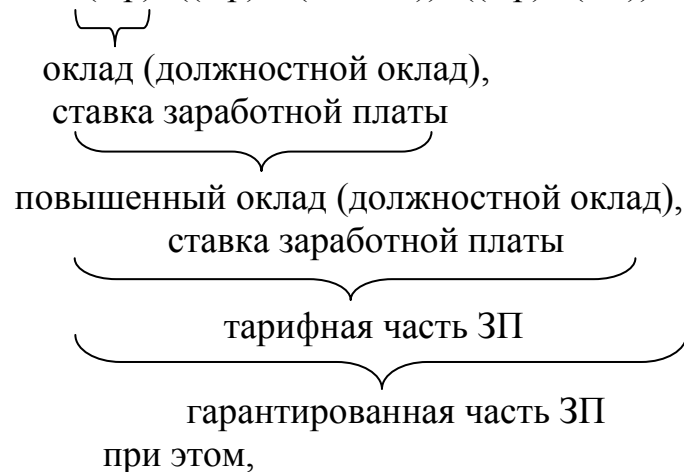 оклад (должностной оклад),
ставка заработной платы
повышенный оклад (должностной оклад),
ставка заработной платы
тарифная часть ЗП
гарантированная часть ЗП
при этом,